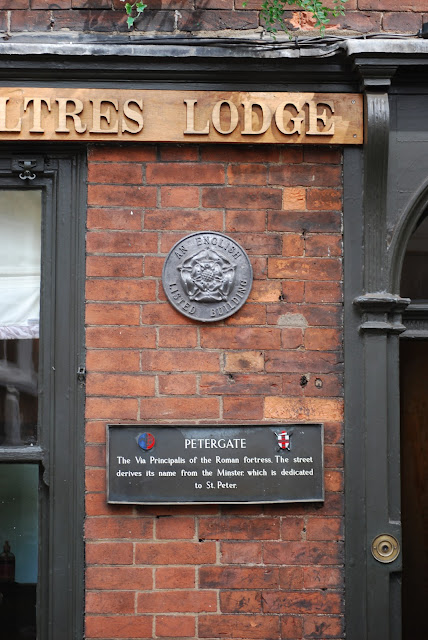 LTRES LODGE
AN ENGLISH
LISTED BUILDING
PETERGATE
The Via Principalis of the Roman fortress. The street
derives its name from the Minster, which is dedicated
to St. Peter.